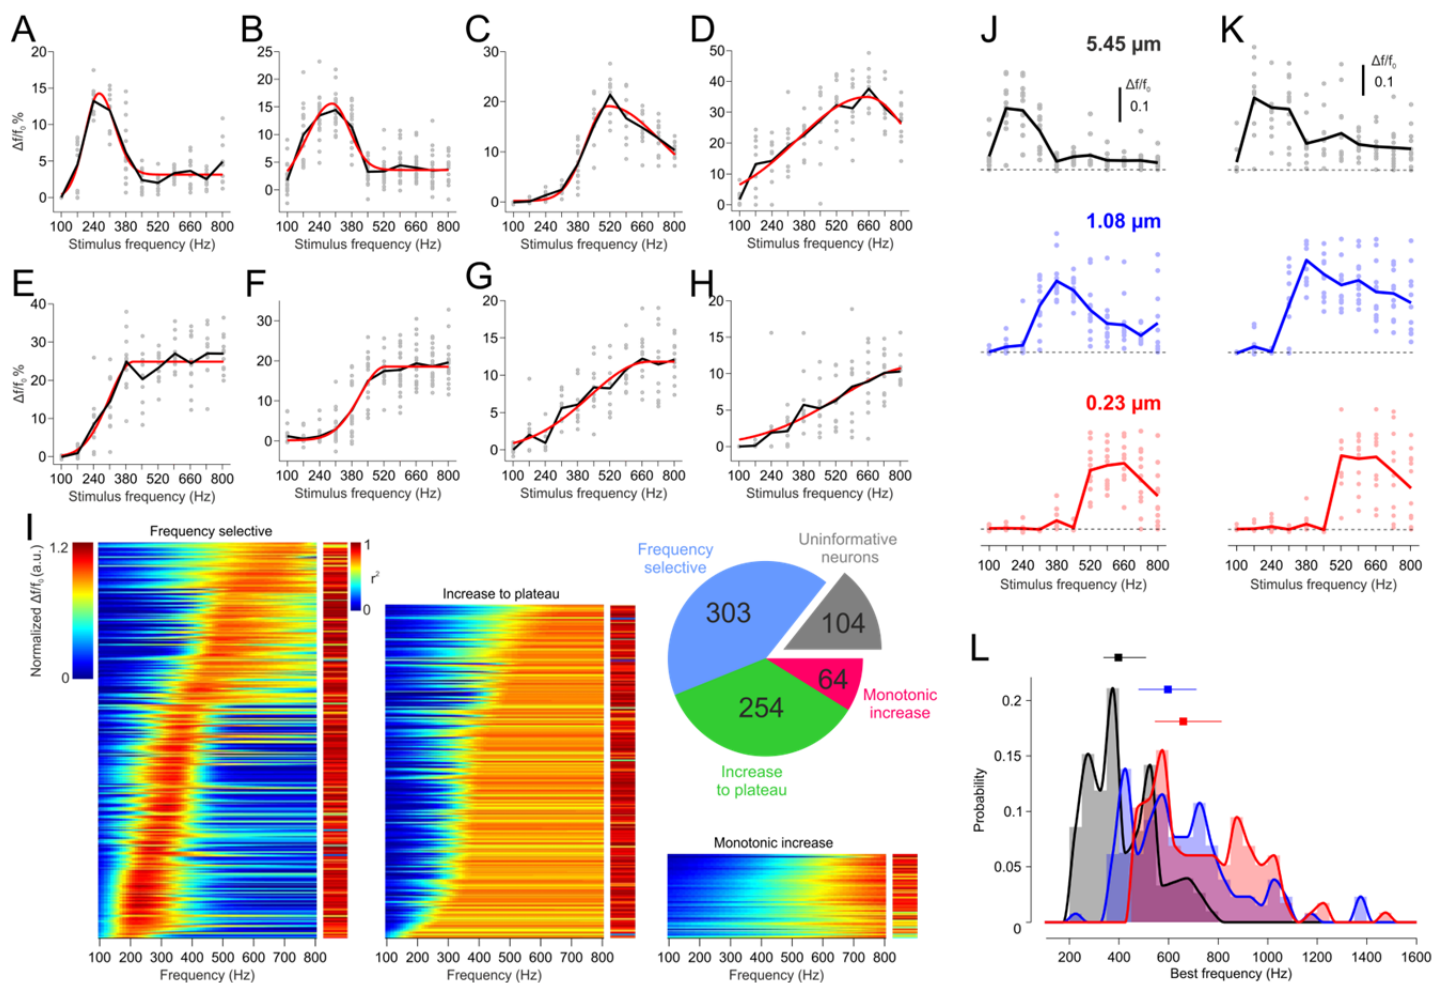 A
B
C
D
J
K
20
15
10
5
0
Δf/f₀ %
100 240 380 520 660 800
Stimulus frequency (Hz)
25
20
15
10
5
0
100 240 380 520 660 800
Stimulus frequency (Hz)
30
20
10
0
100 240 380 520 660 800
Stimulus frequency (Hz)
50
40
30
20
10
0
100 240 380 520 660 800
Stimulus frequency (Hz)
5.45 µm
Δf/f₀
0.1
Δf/f₀
0.1
1.08 µm
0.23 µm
100 240 380 520 660 800
Stimulus frequency (Hz)
100 240 380 520 660 800
Stimulus frequency (Hz)
E
F
G
H
40
30
20
10
0
Δf/f₀ %
100 240 380 520 660 800
Stimulus frequency (Hz)
30
20
10
0
100 240 380 520 660 800
Stimulus frequency (Hz)
20
15
10
5
0
100 240 380 520 660 800
Stimulus frequency (Hz)
20
15
10
5
0
100 240 380 520 660 800
Stimulus frequency (Hz)
I
Frequency selective
1.2
0
Normalized Δf/f₀ (a.u.)
1
r²
0
100 200 300 400 500 600 700 800
Frequency (Hz)
Increase to plateau
100 200 300 400 500 600 700 800
Frequency (Hz)
Frequency
selective
Uninformative
neurons
303
104
64
254
Monotonic
increase
Increase
to plateau
Monotonic increase
100 200 300 400 500 600 700 800
Frequency (Hz)
L
0.2
0.15
0.1
0.05
0
Probability
200 400 600 800 1000 1200 1400 1600
Best frequency (Hz)